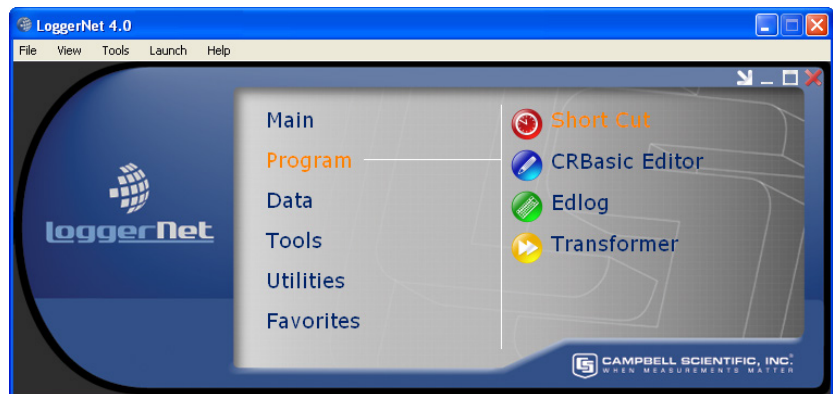 LoggerNet 4.0
File View Tools Launch Help
Main
Program
Data
Tools
Utilities
Favorites
Short Cut
CRBasic Editor
Edlog
Transformer
LoggerNet
CAMPBELL SCIENTIFIC, INC.
WHEN MEASUREMENTS MATTER